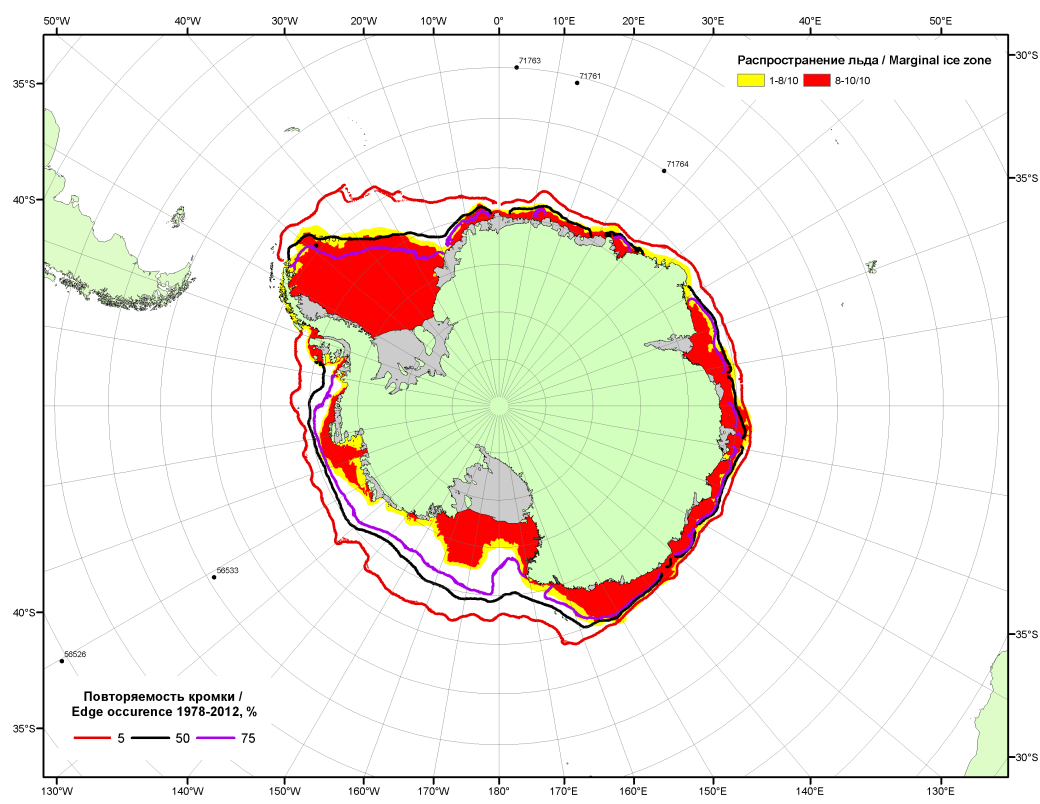 50°W 40°W 30°W 20°W 10°W 0° 10°E 20°E 30°E 40°E 50°E
30°S
35°S
71763
71761
Распространение льда / Marginal ice zone
1-8/10 8-10/10
71764
35°S
40°S
56533
40°S
35°S
56526
Повторяемость кромки /
Edge occurence 1978-2012, %
5 50 75
35°S
30°S
130°W 140°W 150°W 160°W 170°W 180°W 170°E 160°E 150°E 140°E 130°E